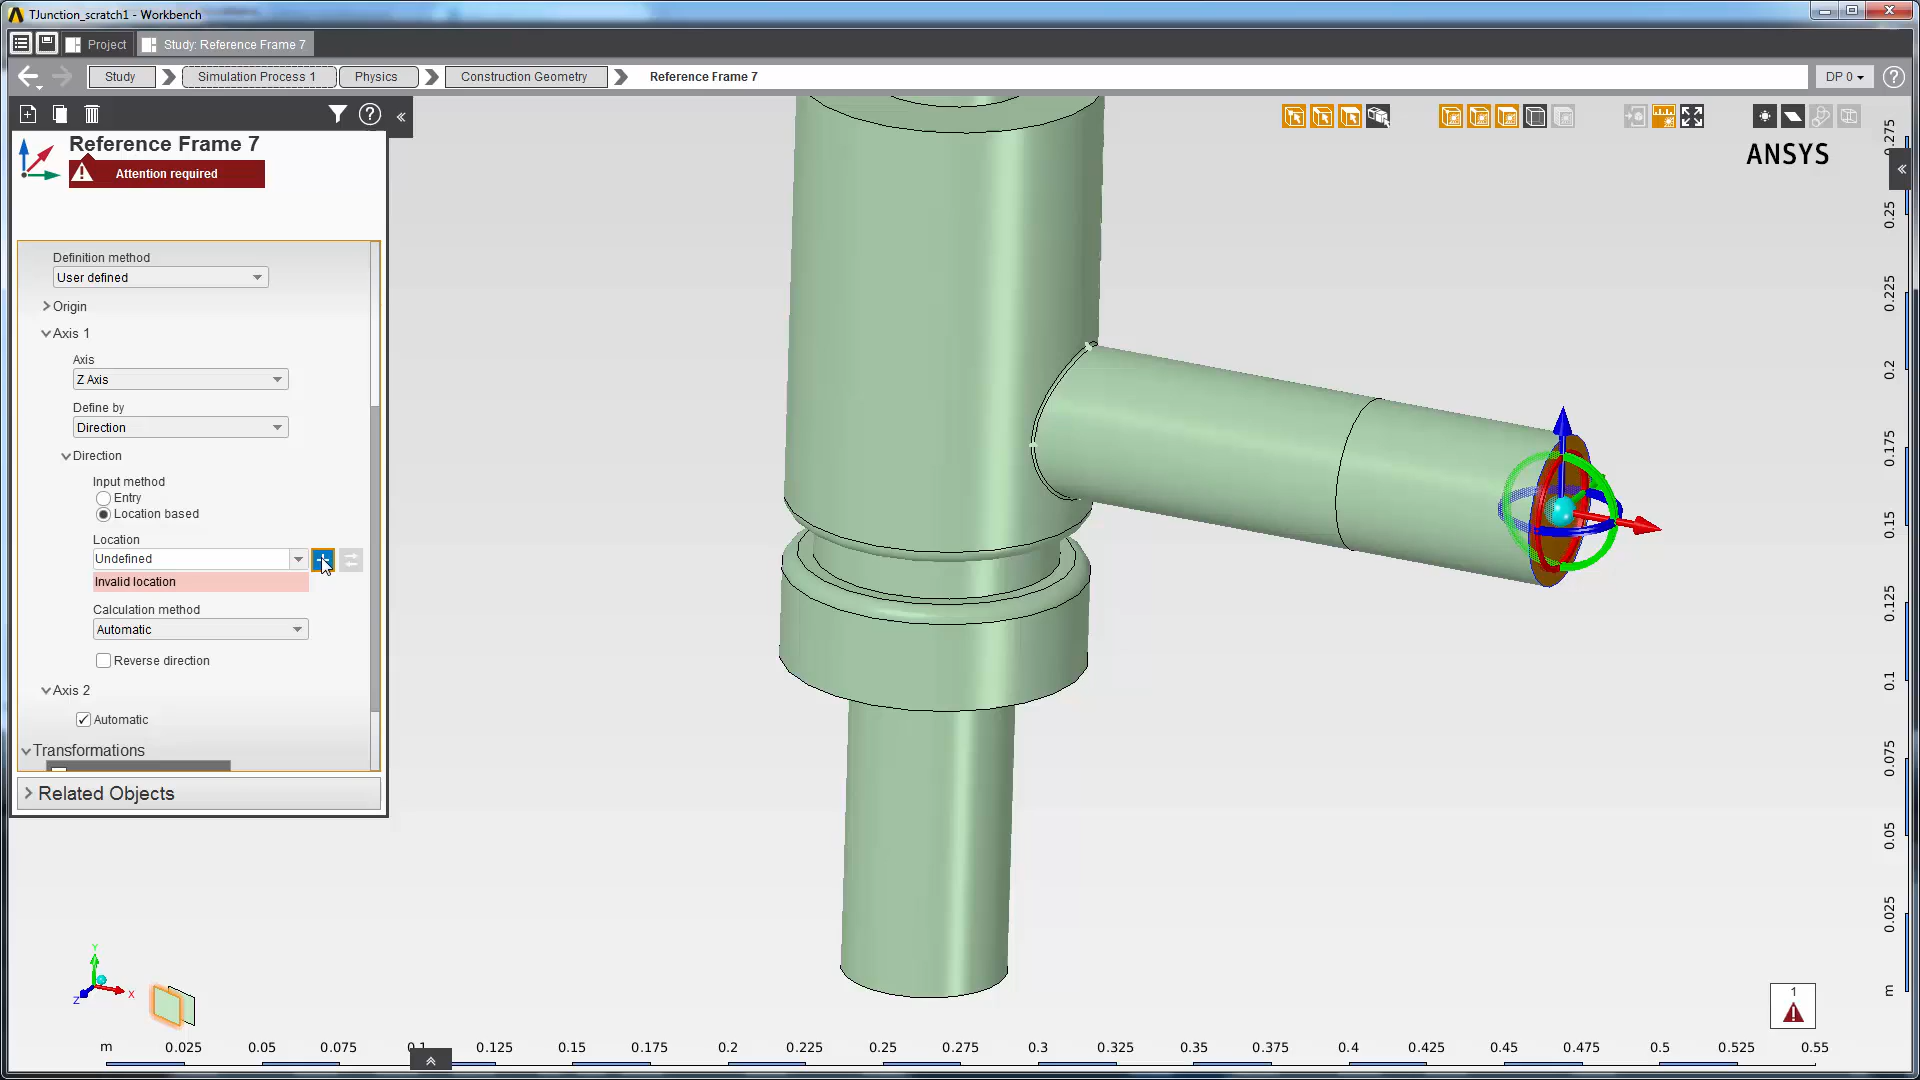 TJunction_scratch1 - Workbench
Project
Study: Reference Frame 7
Study
Simulation Process 1
Physics
Construction Geometry
Reference Frame 7
DP 0
Reference Frame 7
Attention required
Definition method
User defined
Origin
Axis 1
Axis
Z Axis
Define by
Direction
Direction
Input method
Entry
Location based
Location
Undefined
Invalid location
Calculation method
Automatic
Reverse direction
Axis 2
Automatic
Transformations
Related Objects
ANSYS
0.275
0.25
0.225
0.2
0.175
0.15
0.125
0.1
0.075
0.05
0.025
m
Y
X
Z
1
m 0.025 0.05 0.075 0.1 0.125 0.15 0.175 0.2 0.225 0.25 0.275 0.3 0.325 0.35 0.375 0.4 0.425 0.45 0.475 0.5 0.525 0.55